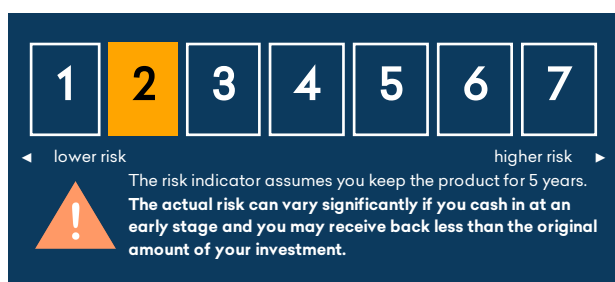 1 2 3 4 5 6 7
◄ lower risk higher risk ►
The risk indicator assumes you keep the product for 5 years.
The actual risk can vary significantly if you cash in at an
early stage and you may receive back less than the original
amount of your investment.
!